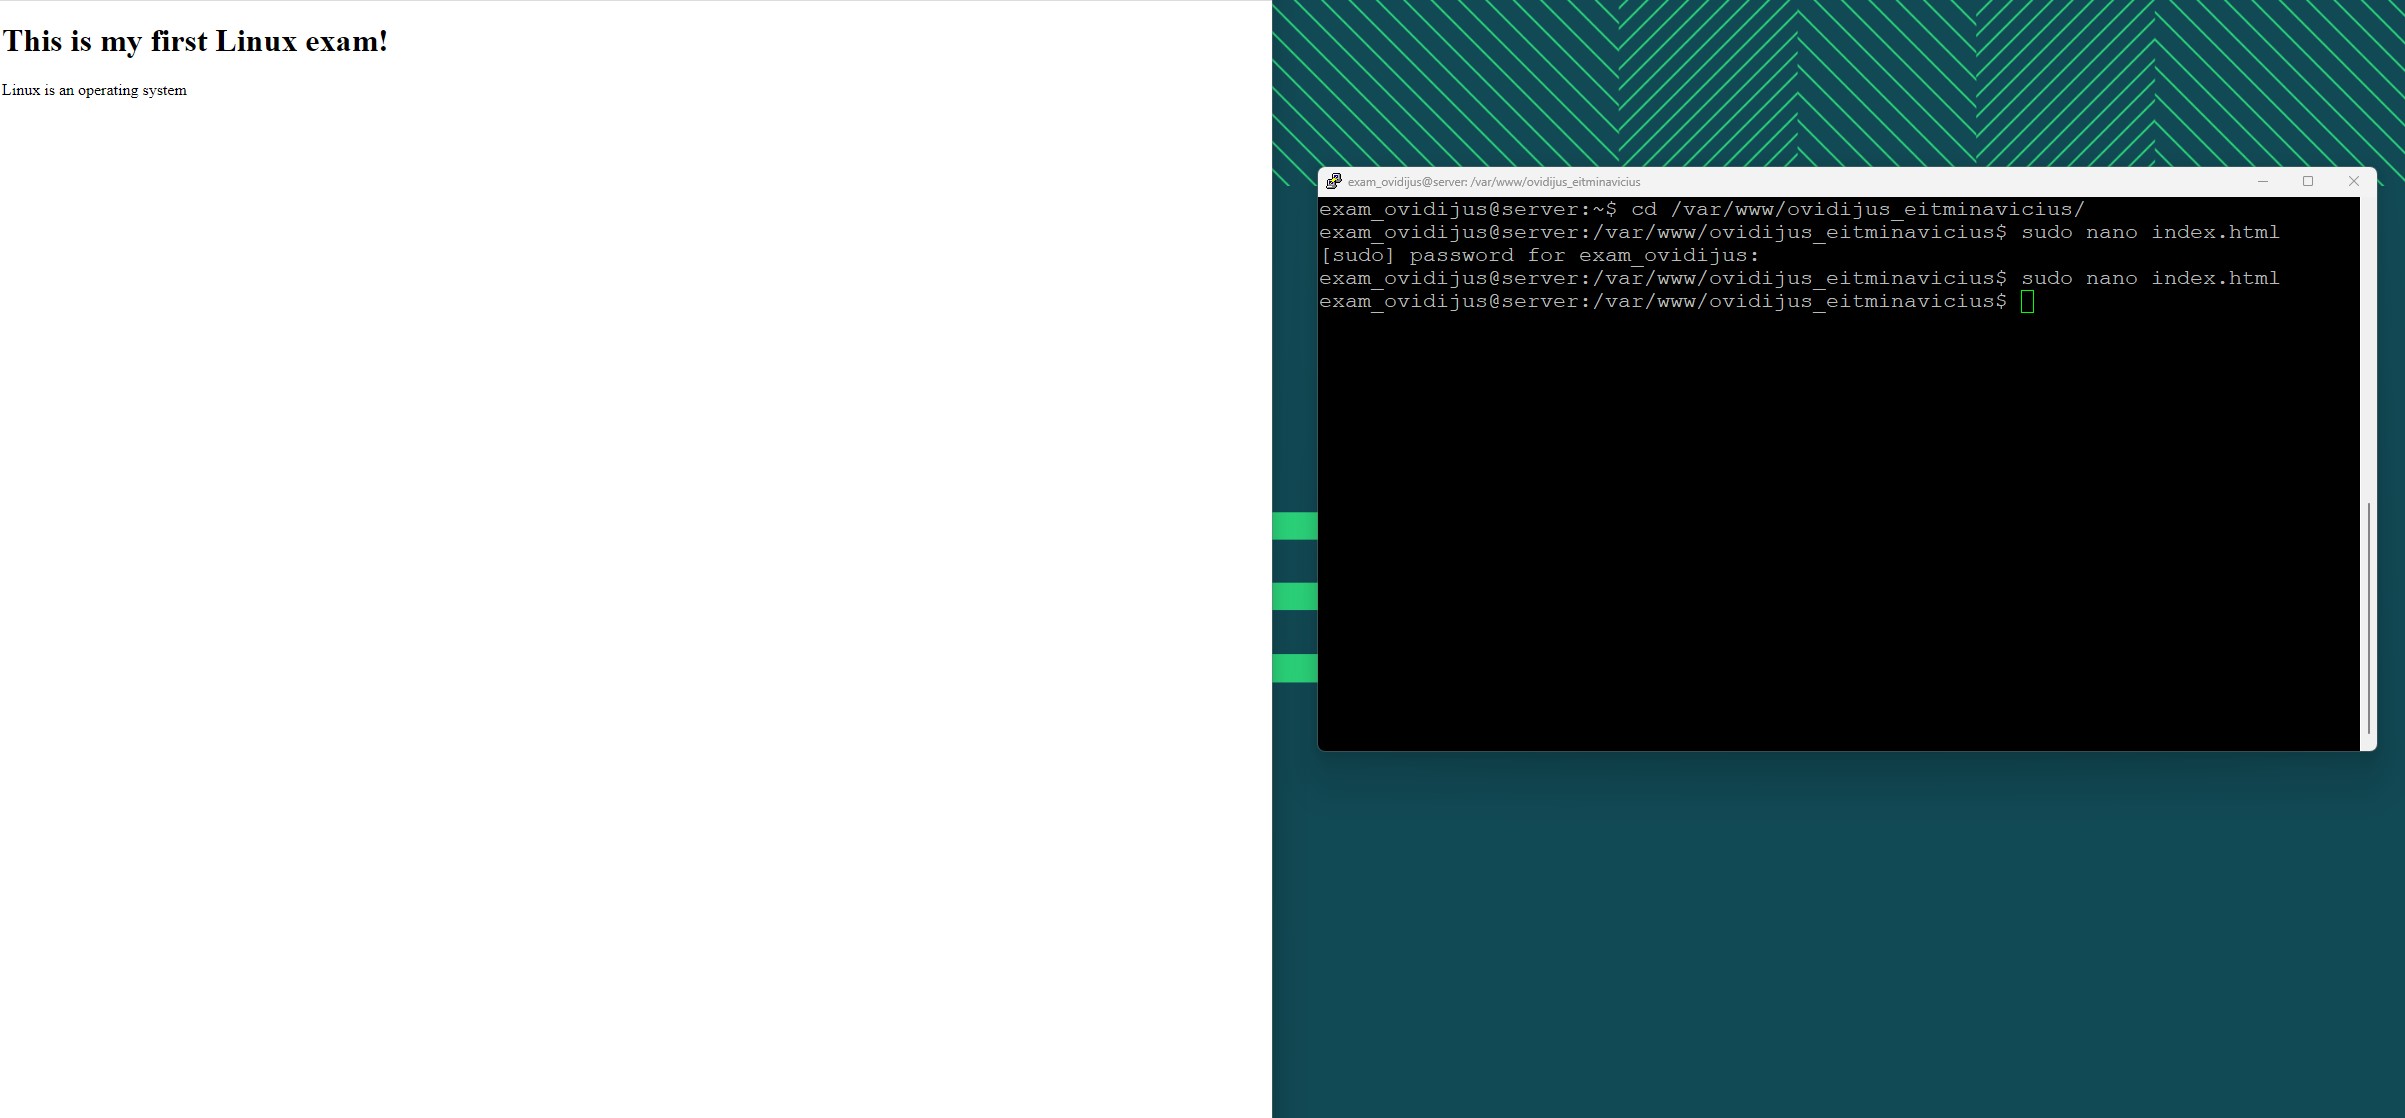 This is my first Linux exam!
Linux is an operating system
exam_ovidijus@server: /var/www/ovidijus_eitminavicius
exam_ovidijus@server:~$ cd /var/www/ovidijus_eitminavicius/
exam_ovidijus@server:/var/www/ovidijus_eitminavicius$ sudo nano index.html
[sudo] password for exam_ovidijus:
exam_ovidijus@server:/var/www/ovidijus_eitminavicius$ sudo nano index.html
exam_ovidijus@server:/var/www/ovidijus_eitminavicius$